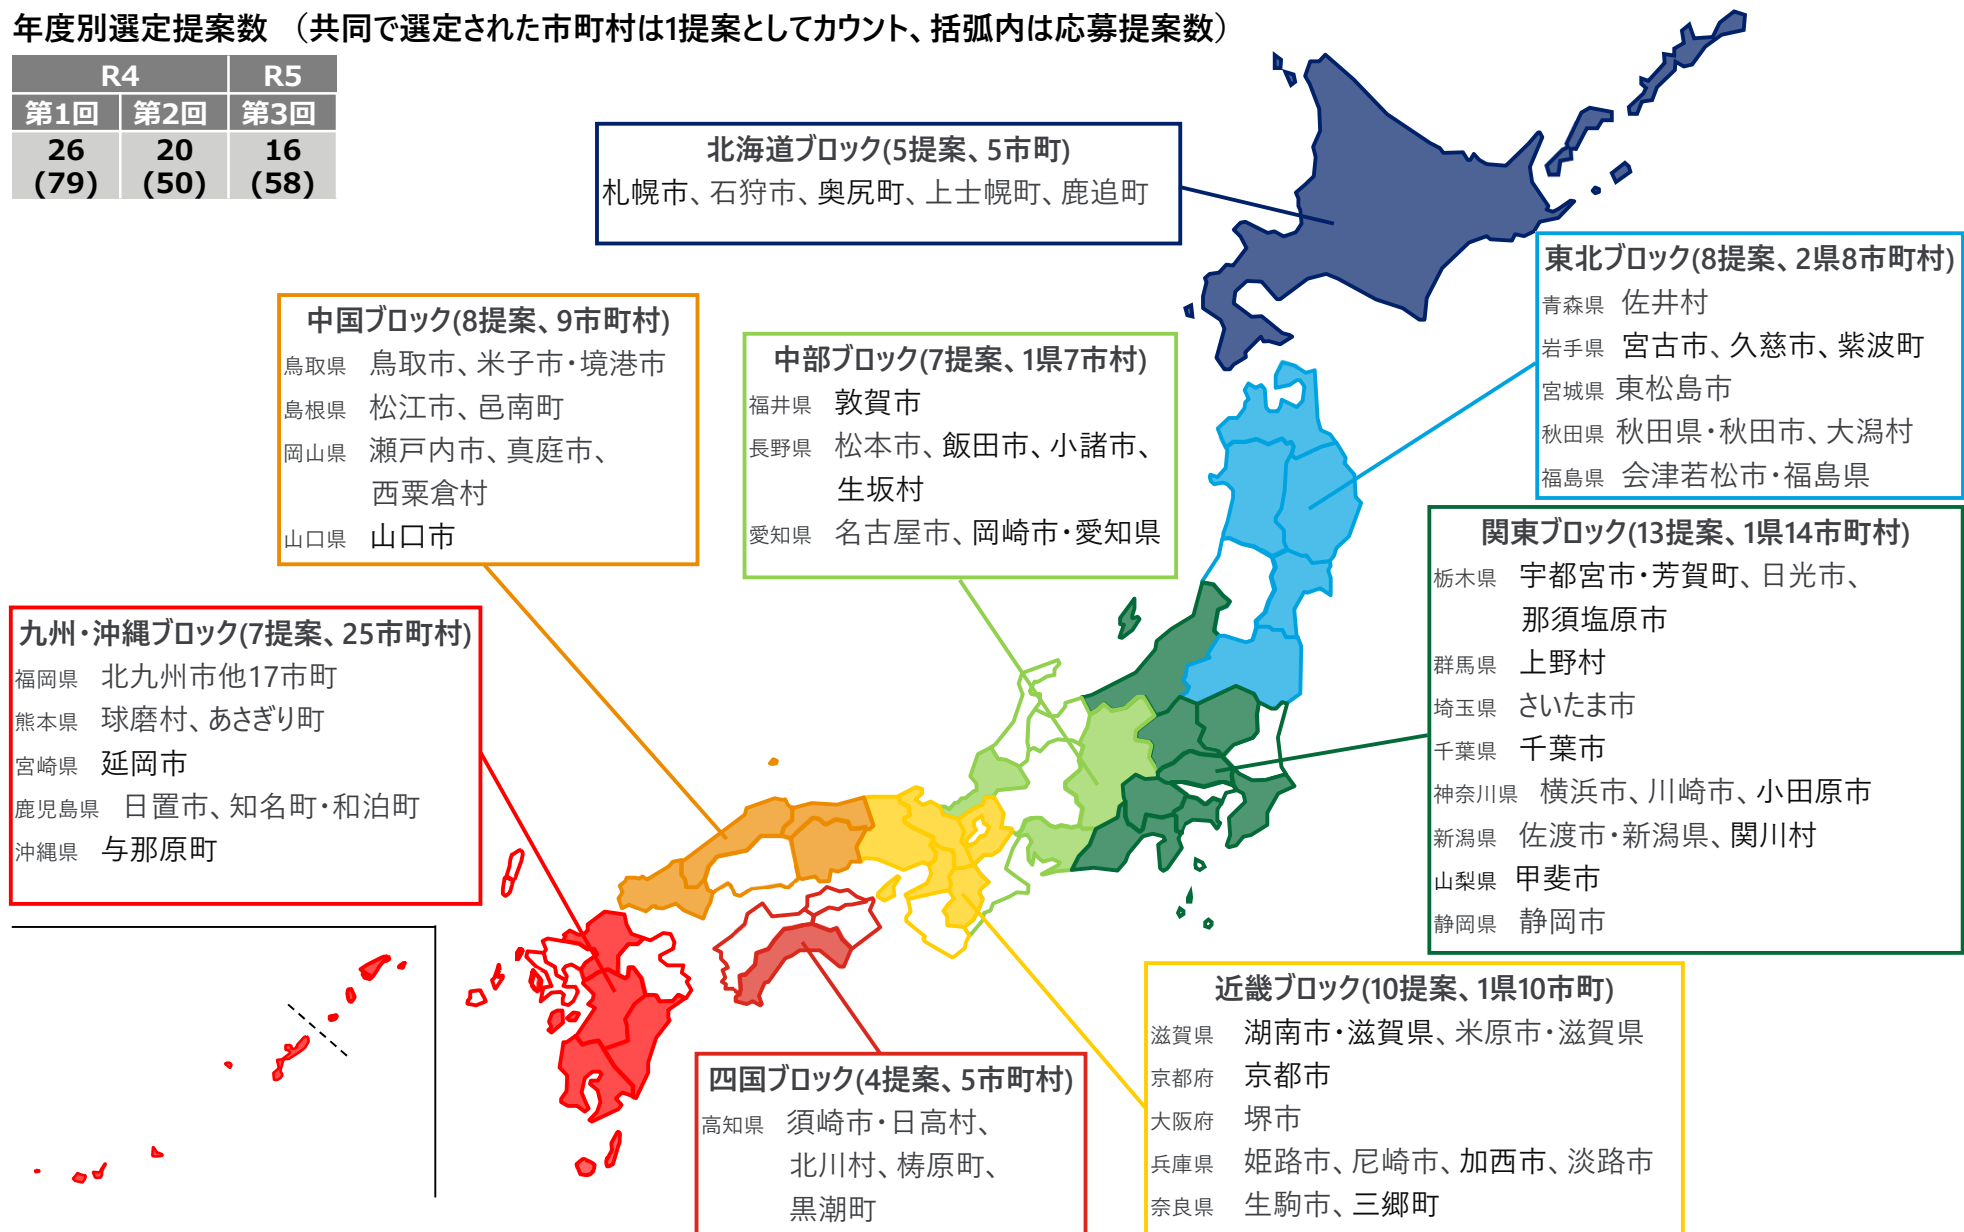 年度別選定提案数 （共同で選定された市町村は1提案としてカウント、括弧内は応募提案数）
R4 R5
第1回 第2回 第3回
26 20 16
(79) (50) (58)
北海道ブロック(5提案、5市町)
札幌市、石狩市、奥尻町、上士幌町、鹿追町
東北ブロック(8提案、2県8市町村)
青森県 佐井村
岩手県 宮古市、久慈市、紫波町
宮城県 東松島市
秋田県 秋田県・秋田市、大潟村
福島県 会津若松市・福島県
中国ブロック(8提案、9市町村)
鳥取県 鳥取市、米子市・境港市
島根県 松江市、邑南町
岡山県 瀬戸内市、真庭市、
西粟倉村
山口県 山口市
中部ブロック(7提案、1県7市村)
福井県 敦賀市
長野県 松本市、飯田市、小諸市、
生坂村
愛知県 名古屋市、岡崎市・愛知県
関東ブロック(13提案、1県14市町村)
栃木県 宇都宮市・芳賀町、日光市、
那須塩原市
群馬県 上野村
埼玉県 さいたま市
千葉県 千葉市
神奈川県 横浜市、川崎市、小田原市
新潟県 佐渡市・新潟県、関川村
山梨県 甲斐市
静岡県 静岡市
九州・沖縄ブロック(7提案、25市町村)
福岡県 北九州市他17市町
熊本県 球磨村、あさぎり町
宮崎県 延岡市
鹿児島県 日置市、知名町・和泊町
沖縄県 与那原町
近畿ブロック(10提案、1県10市町)
滋賀県 湖南市・滋賀県、米原市・滋賀県
京都府 京都市
大阪府 堺市
兵庫県 姫路市、尼崎市、加西市、淡路市
奈良県 生駒市、三郷町
四国ブロック(4提案、5市町村)
高知県 須崎市・日高村、
北川村、梼原町、
黒潮町